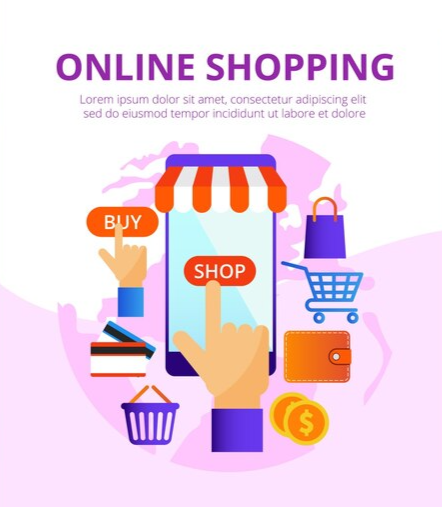 ONLINE SHOPPING
Lorem ipsum dolor sit amet, consectetur adipiscing elit
sed do eiusmod tempor incididunt ut labore et dolore
BUY
SHOP
$